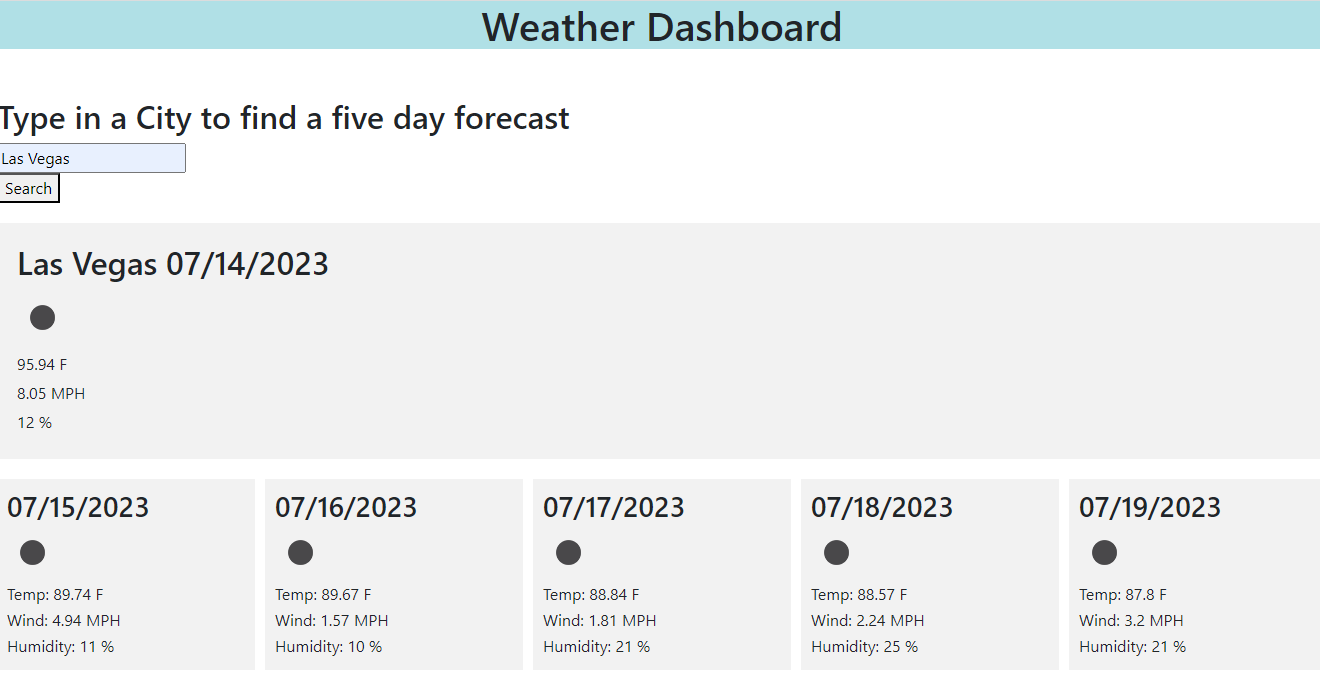 Weather Dashboard
Type in a City to find a five day forecast
Las Vegas
Search
Las Vegas 07/14/2023
95.94 F
8.05 MPH
12 %
07/15/2023
Temp: 89.74 F
Wind: 4.94 MPH
Humidity: 11 %
07/16/2023
Temp: 89.67 F
Wind: 1.57 MPH
Humidity: 10 %
07/17/2023
Temp: 88.84 F
Wind: 1.81 MPH
Humidity: 21 %
07/18/2023
Temp: 88.57 F
Wind: 2.24 MPH
Humidity: 25 %
07/19/2023
Temp: 87.8 F
Wind: 3.2 MPH
Humidity: 21 %